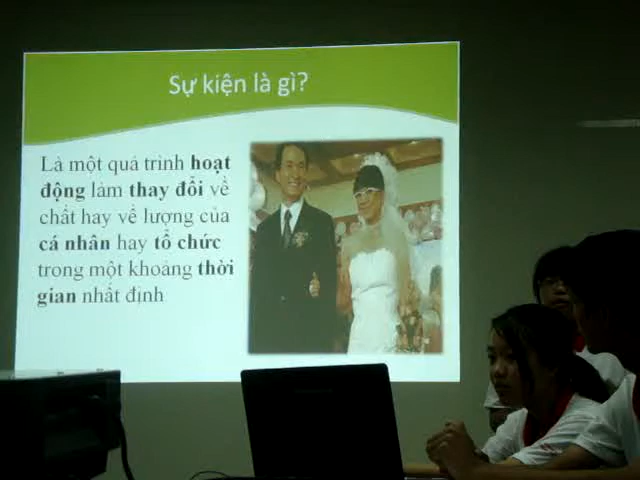 Sự kiện là gì?
Là một quá trình hoạt
động làm thay đổi về
chất hay về lượng của
cá nhân hay tổ chức
trong một khoảng thời
gian nhất định